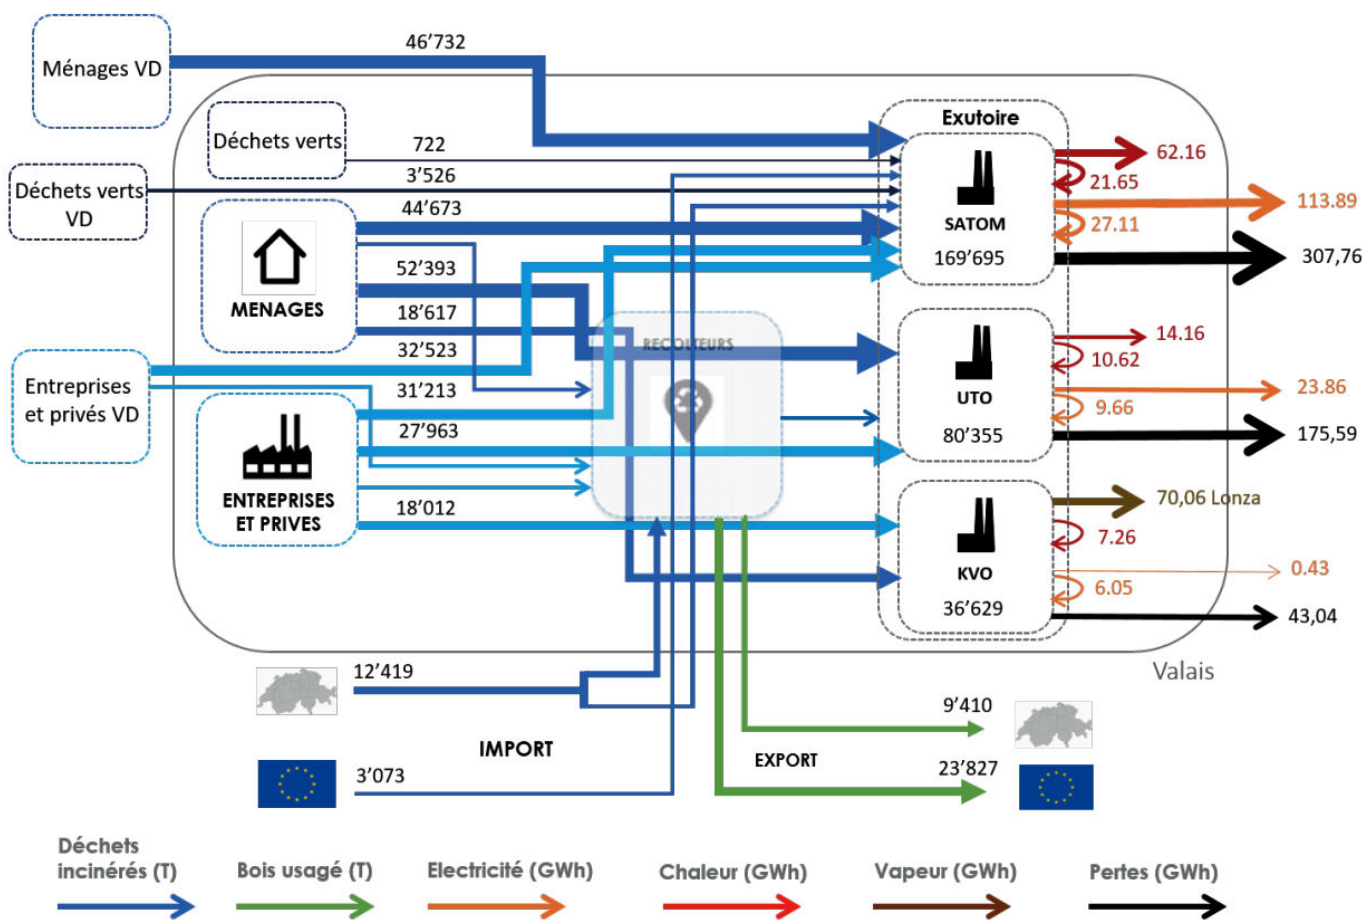 46’732
Ménages VD
Déchets verts
722
Exutoire
3’526
Déchets verts
VD
44’673
MENAGES
52’393
18’617
32’523
Entreprises
et privés VD
31’213
27’963
ENTREPRISES
ET PRIVES
18’012
RECOLTEURS
SATOM
169’695
62.16
21.65
113.89
27.11
307,76
UTO
80’355
14.16
10.62
23.86
9.66
175,59
KVO
36’629
70,06 Lonza
7.26
0.43
6.05
43,04
Valais
12’419
IMPORT
3’073
9’410
EXPORT
23’827
Déchets
incinérés (T)
Bois usagé (T)
Electricité (GWh)
Chaleur (GWh)
Vapeur (GWh)
Pertes (GWh)